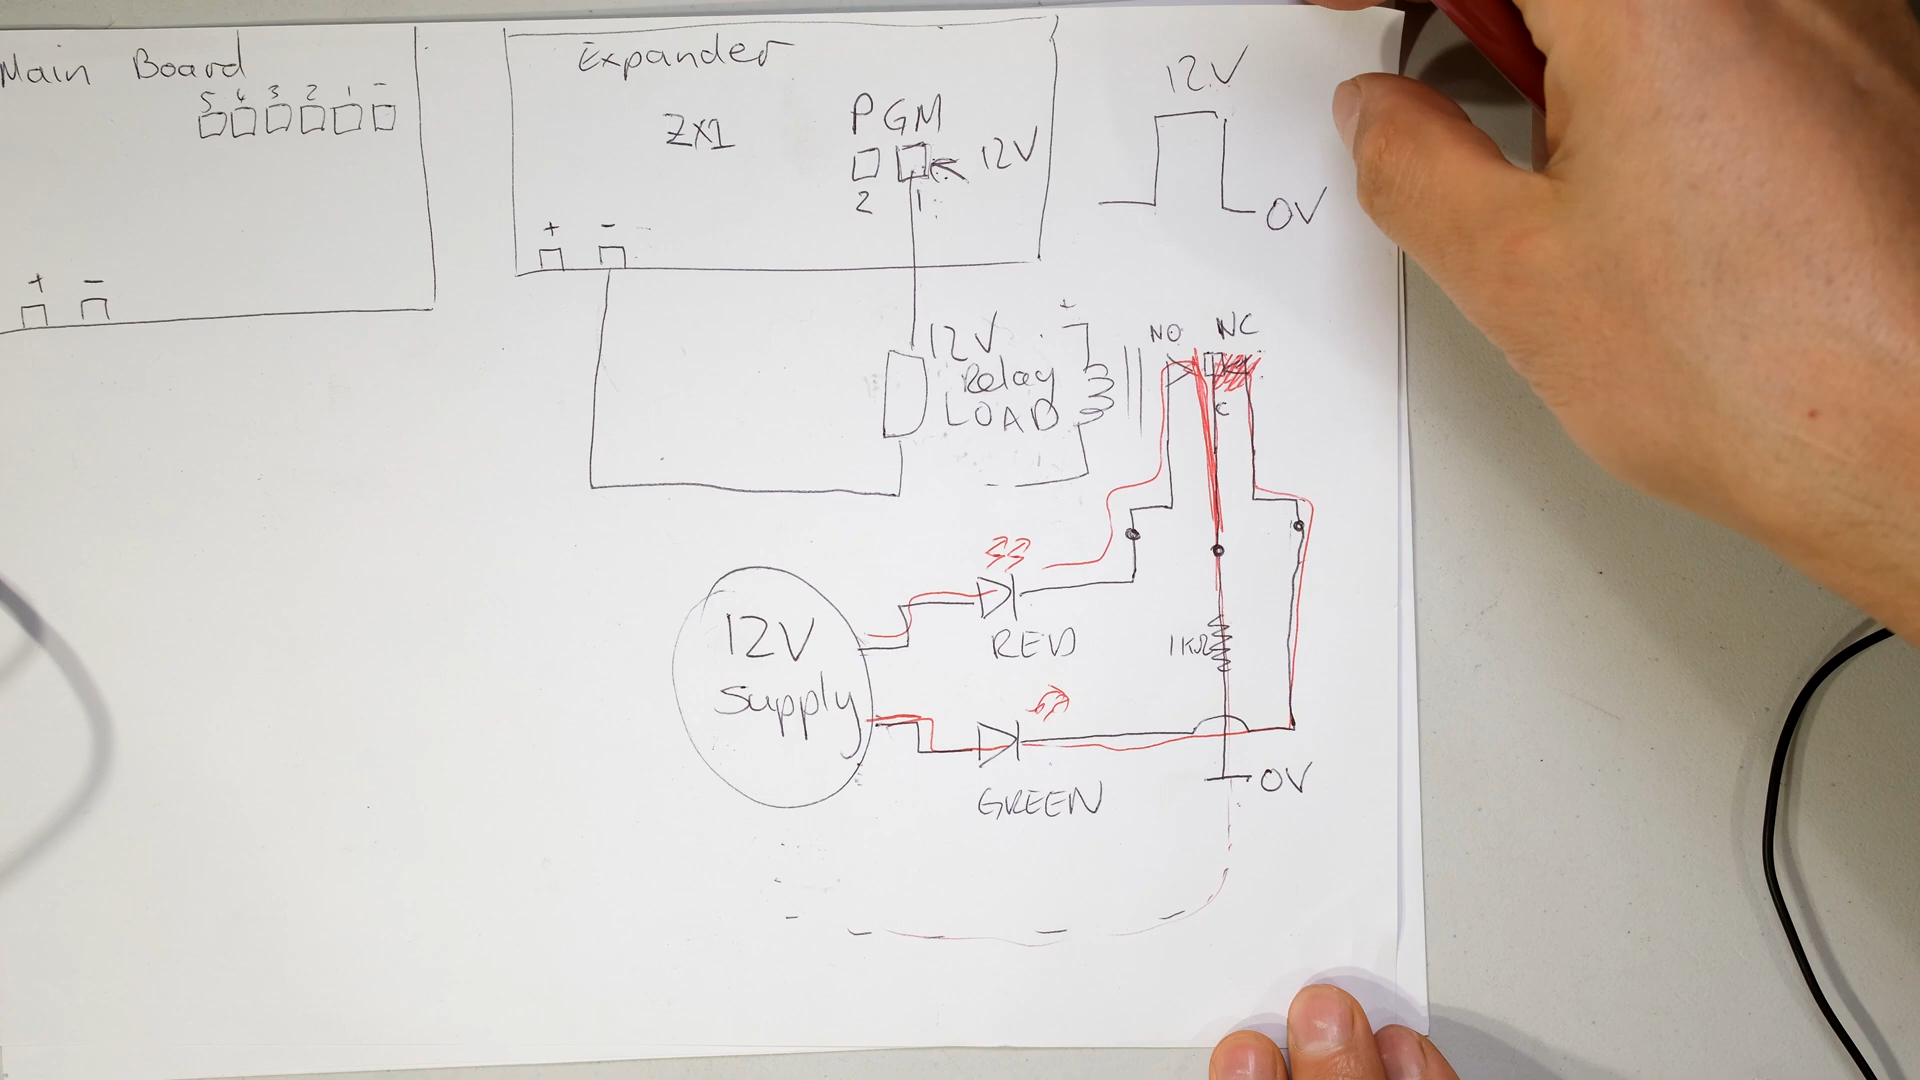 Main Board
5 4 3 2 1 -
+ -
Expander
ZX1
PGM
12V
2 1
+ -
12V
0V
12V
Relay
LOAD
+
NO NC
C
RED
1KΩ
12V
Supply
GREEN
0V